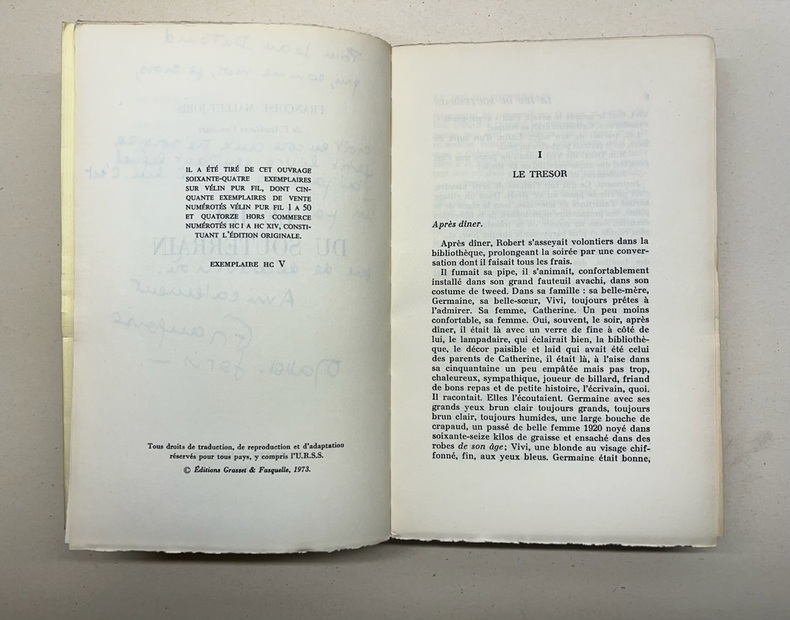 IL A ÉTÉ TIRÉ DE CET OUVRAGE
SOIXANTE-QUATRE EXEMPLAIRES
SUR VÉLIN PUR FIL, DONT CIN-
QUANTE EXEMPLAIRES DE VENTE
NUMÉROTÉS VÉLIN PUR FIL 1 A 50
ET QUATORZE HORS COMMERCE
NUMÉROTÉS HC I A HC XIV, CONSTI-
TUANT L'ÉDITION ORIGINALE.
EXEMPLAIRE HC V
Tous droits de traduction, de reproduction et d'adaptation
réservés pour tous pays, y compris l'U.R.S.S.
© Éditions Grasset & Fasquelle, 1973.
I
LE TRESOR
Après dîner.
Après dîner, Robert s'asseyait volontiers dans la
bibliothèque, prolongeant la soirée par une conver-
sation dont il faisait tous les frais.
Il fumait sa pipe, il s'animait, confortablement
installé dans son grand fauteuil avachi, dans son
costume de tweed. Dans sa famille : sa belle-mère,
Germaine, sa belle-sœur, Vivi, toujours prêtes à
l'admirer. Sa femme, Catherine. Un peu moins
confortable, sa femme. Oui, souvent, le soir, après
dîner, il était là avec un verre de fine à côté de
lui, le lampadaire, qui éclairait bien, la bibliothè-
que, le décor paisible et laid qui avait été celui
des parents de Catherine, il était là, à l'aise dans
sa cinquantaine un peu empâtée mais pas trop,
chaleureux, sympathique, joueur de billard, friand
de bons repas et de petite histoire, l'écrivain, quoi.
Il racontait. Elles l'écoutaient. Germaine avec ses
grands yeux brun clair toujours grands, toujours
brun clair, toujours humides, une large bouche de
crapaud, un passé de belle femme 1920 noyé dans
soixante-seize kilos de graisse et ensaché dans des
robes de son âge; Vivi, une blonde au visage chif-
fonné, fin, aux yeux bleus. Germaine était bonne,